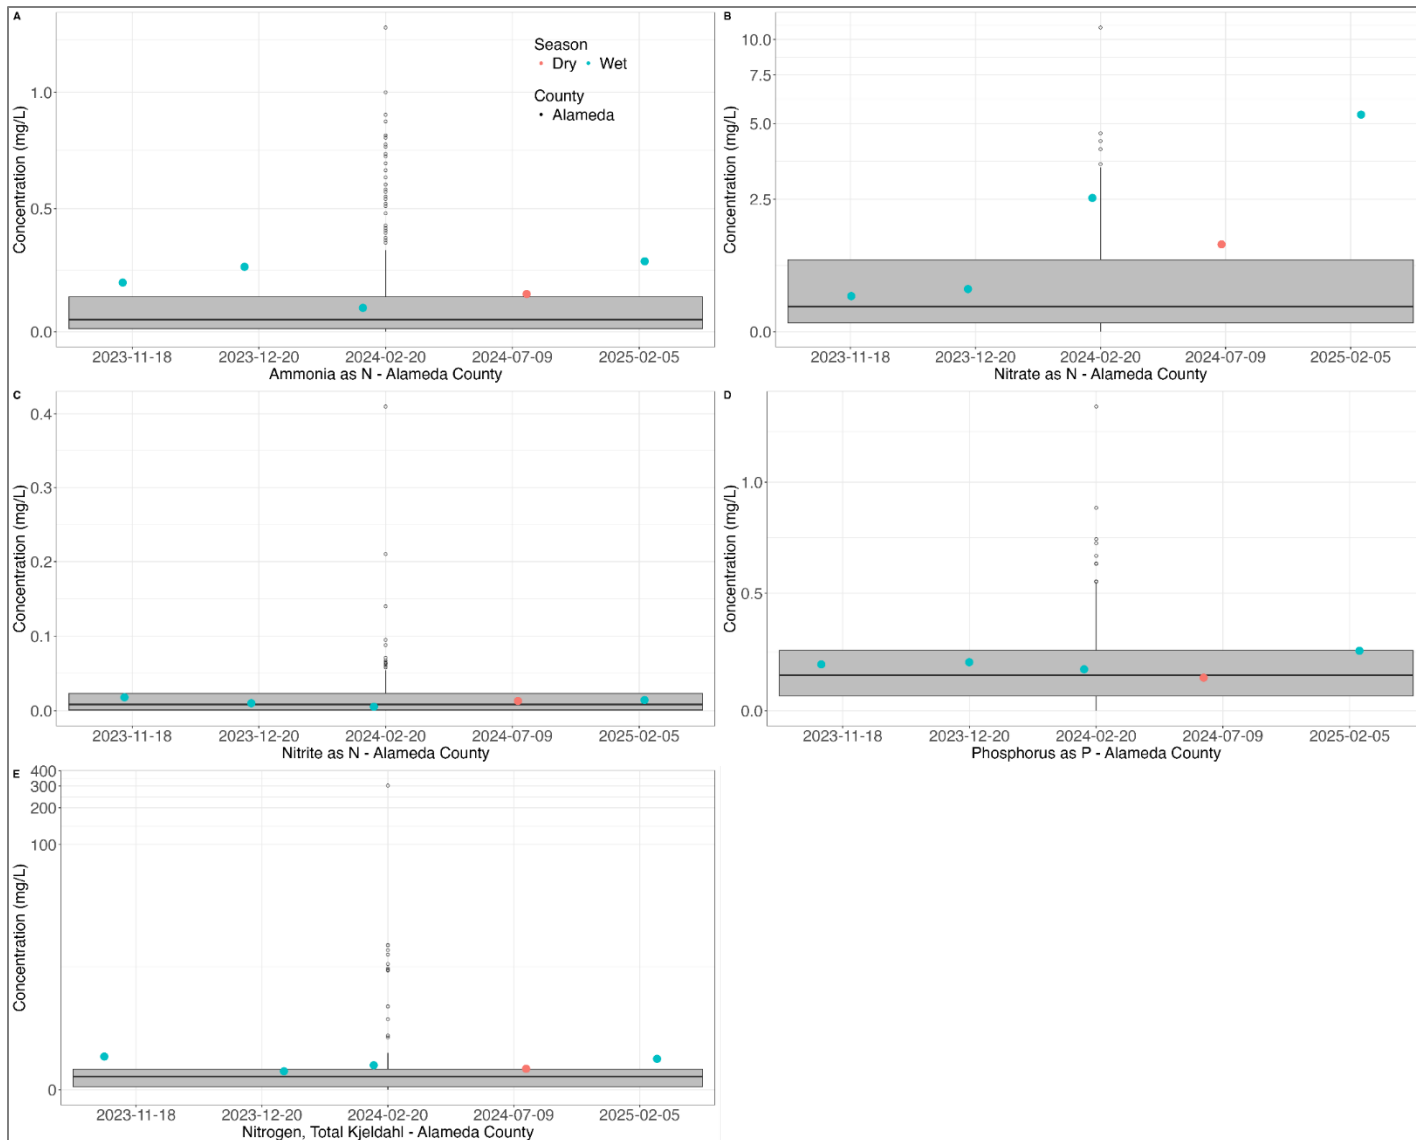 A
Season
Dry Wet
County
Alameda
Concentration (mg/L)
1.0
0.5
0.0
2023-11-18 2023-12-20 2024-02-20 2024-07-09 2025-02-05
Ammonia as N - Alameda County
B
Concentration (mg/L)
10.0
7.5
5.0
2.5
0.0
2023-11-18 2023-12-20 2024-02-20 2024-07-09 2025-02-05
Nitrate as N - Alameda County
C
Concentration (mg/L)
0.4
0.3
0.2
0.1
0.0
2023-11-18 2023-12-20 2024-02-20 2024-07-09 2025-02-05
Nitrite as N - Alameda County
D
Concentration (mg/L)
1.0
0.5
0.0
2023-11-18 2023-12-20 2024-02-20 2024-07-09 2025-02-05
Phosphorus as P - Alameda County
E
Concentration (mg/L)
400
300
200
100
0
2023-11-18 2023-12-20 2024-02-20 2024-07-09 2025-02-05
Nitrogen, Total Kjeldahl - Alameda County